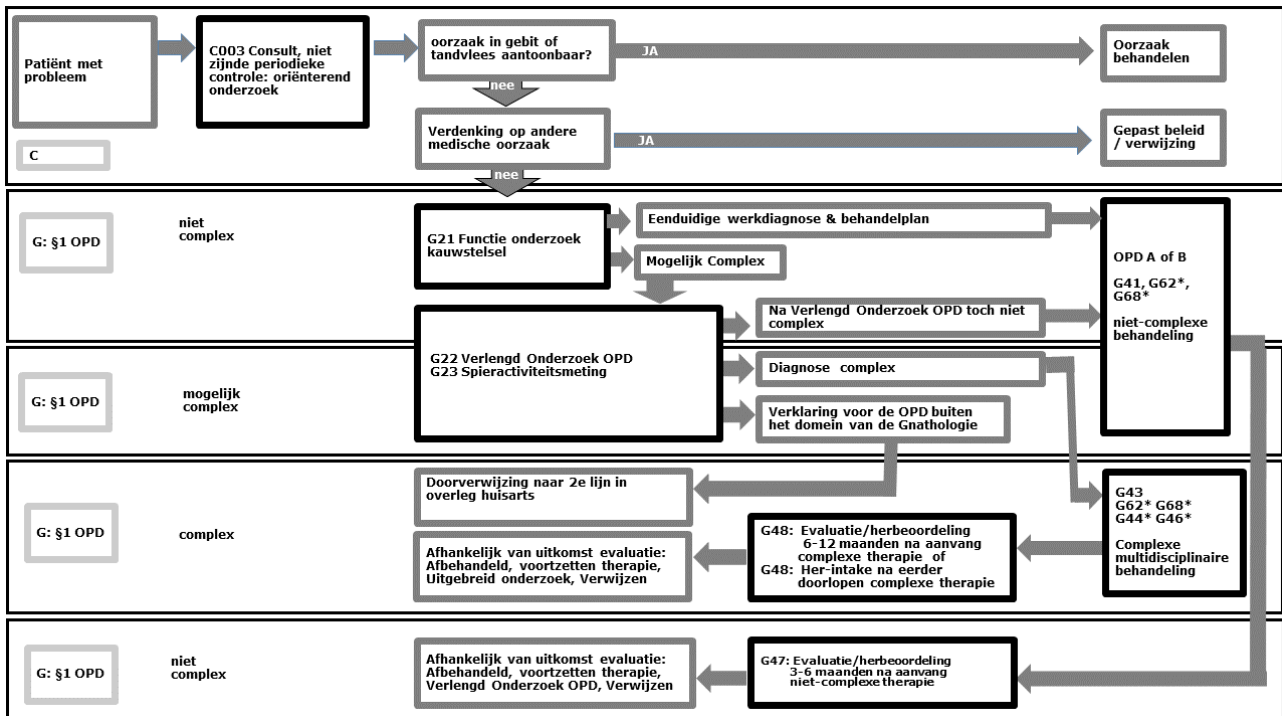 Patiënt met
probleem
C003 Consult, niet
zijnde periodieke
controle: oriënterend
onderzoek
oorzaak in gebit of
tandvlees aantoonbaar?
JA
Oorzaak
behandelen
nee
C
Verdenking op andere
medische oorzaak
JA
Gepast beleid
/ verwijzing
nee
G: §1 OPD
niet
complex
G21 Functie onderzoek
kauwstelsel
Eenduidige werkdiagnose & behandelplan
Mogelijk Complex
OPD A of B
G41, G62*,
G68*
niet-complexe
behandeling
Na Verlengd Onderzoek OPD toch niet
complex
G22 Verlengd Onderzoek OPD
G23 Spieractiviteitsmeting
G: §1 OPD
mogelijk
complex
Diagnose complex
Verklaring voor de OPD buiten
het domein van de Gnathologie
G: §1 OPD
complex
Doorverwijzing naar 2e lijn in
overleg huisarts
Afhankelijk van uitkomst evaluatie:
Afbehandeld, voortzetten therapie,
Uitgebreid onderzoek, Verwijzen
G48: Evaluatie/herbeoordeling
6-12 maanden na aanvang
complexe therapie of
G48: Her-intake na eerder
doorlopen complexe therapie
G43
G62* G68*
G44* G46*
Complexe
multidisciplinaire
behandeling
G: §1 OPD
niet
complex
Afhankelijk van uitkomst evaluatie:
Afbehandeld, voortzetten therapie,
Verlengd Onderzoek OPD, Verwijzen
G47: Evaluatie/herbeoordeling
3-6 maanden na aanvang
niet-complexe therapie